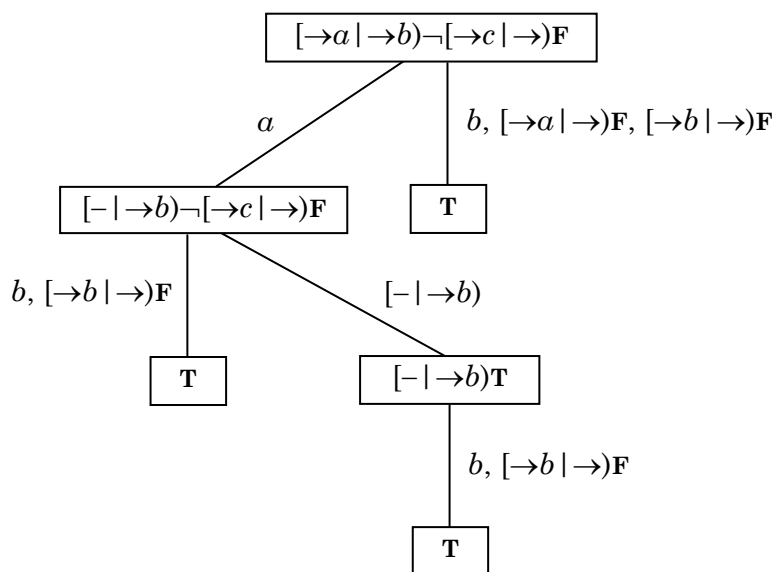 [→a | →b)¬[→c | →)F
a
b, [→a | →)F, [→b | →)F
[– | →b)¬[→c | →)F
T
b, [→b | →)F
[– | →b)
T
[– | →b)T
b, [→b | →)F
T